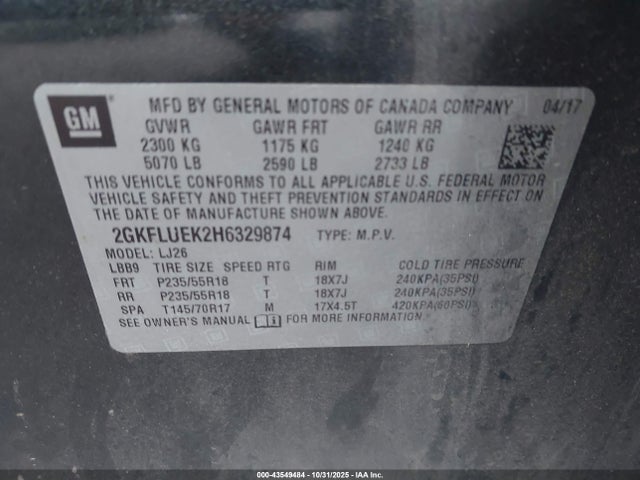 GM
MFD BY GENERAL MOTORS OF CANADA COMPANY 04/17
GVWR GAWR FRT GAWR RR
2300 KG 1175 KG 1240 KG
5070 LB 2590 LB 2733 LB
THIS VEHICLE CONFORMS TO ALL APPLICABLE U.S. FEDERAL MOTOR
VEHICLE SAFETY AND THEFT PREVENTION STANDARDS IN EFFECT ON
THE DATE OF MANUFACTURE SHOWN ABOVE.
2GKFLUEK2H6329874 TYPE: M.P.V.
MODEL: LJ26
LBB9 TIRE SIZE SPEED RTG RIM COLD TIRE PRESSURE
FRT P235/55R18 T 18X7J 240KPA(35PSI)
RR P235/55R18 T 18X7J 240KPA(35PSI)
SPA T145/70R17 M 17X4.5T 420KPA(60PSI)
SEE OWNER'S MANUAL FOR MORE INFORMATION.
000-43549484 - 10/31/2025 - IAAI.COM